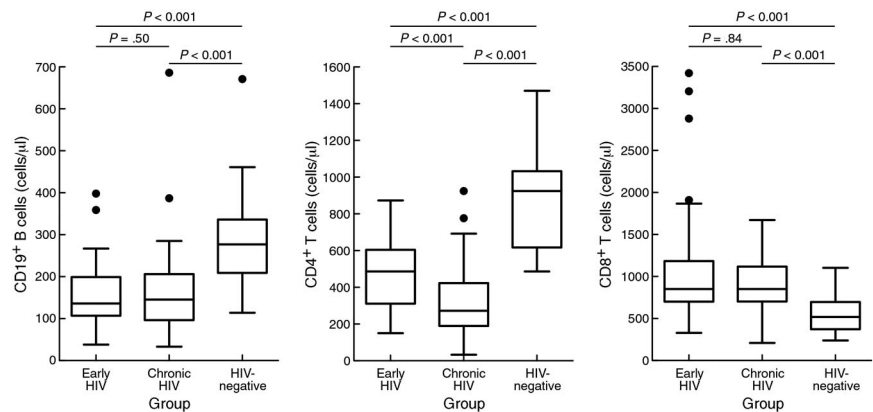 P < 0.001
P = .50
P < 0.001
700
600
500
400
300
200
100
0
CD19+ B cells (cells/μl)
Early HIV
Chronic HIV
HIV-negative
Group
P < 0.001
P < 0.001
P < 0.001
1600
1400
1200
1000
800
600
400
200
0
CD4+ T cells (cells/μl)
Early HIV
Chronic HIV
HIV-negative
Group
P < 0.001
P = .84
P < 0.001
3500
3000
2500
2000
1500
1000
500
0
CD8+ T cells (cells/μl)
Early HIV
Chronic HIV
HIV-negative
Group